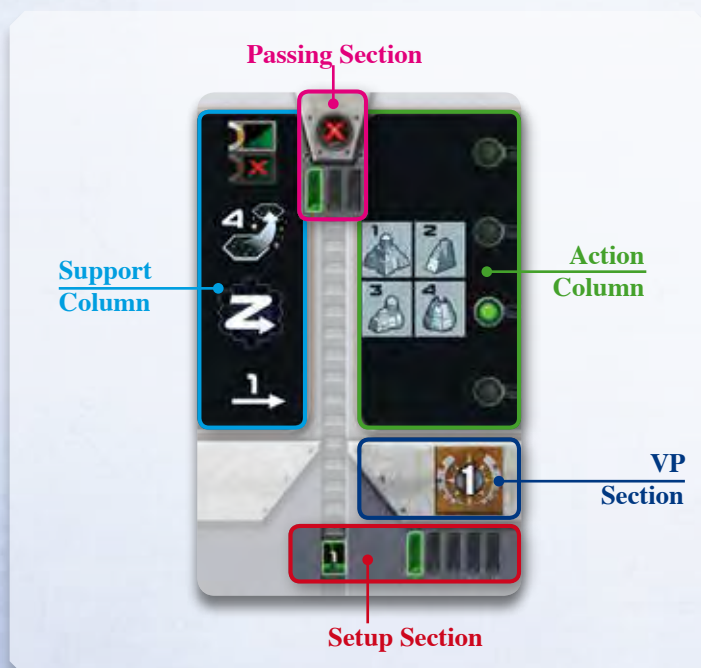 Passing Section
4
1 2
3 4
Support
Column
Action
Column
Z
1
1
VP
Section
1
Setup Section